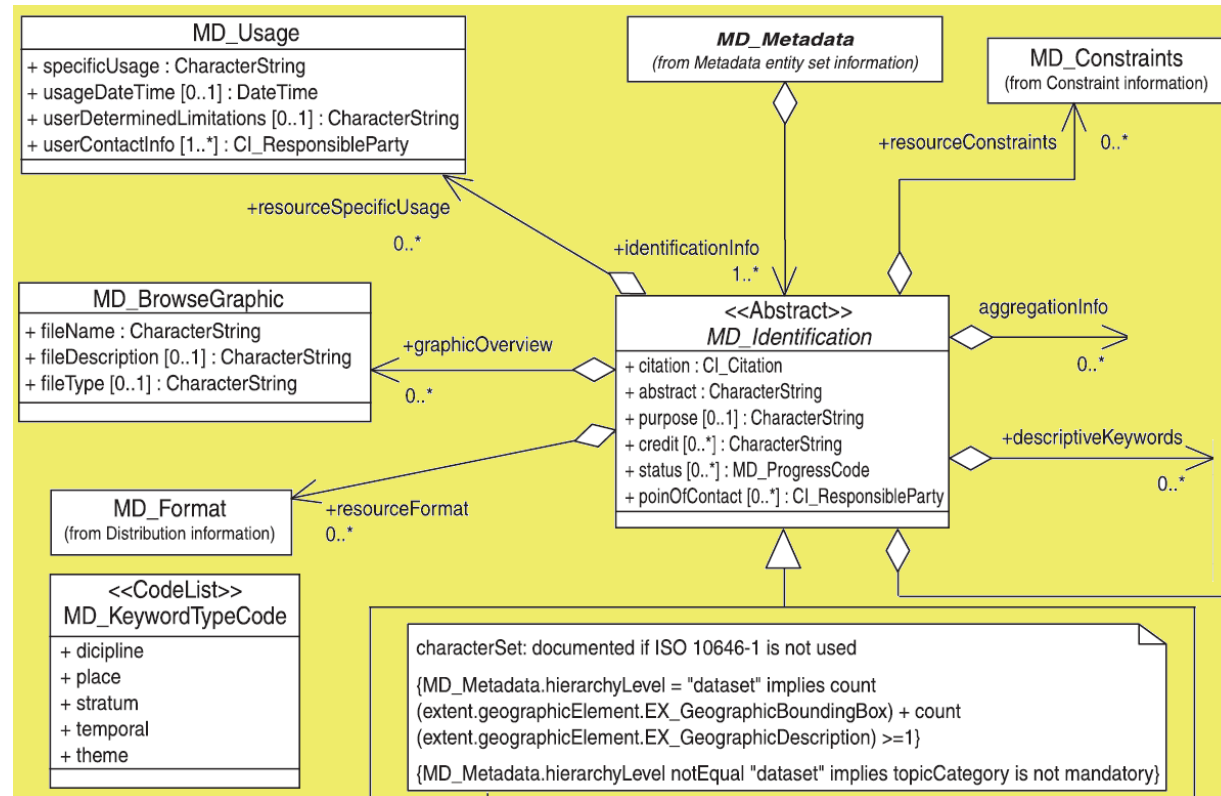 MD_Usage
+ specificUsage : CharacterString
+ usageDateTime [0..1] : DateTime
+ userDeterminedLimitations [0..1] : CharacterString
+ userContactInfo [1..*] : CI_ResponsibleParty
MD_Metadata
(from Metadata entity set information)
MD_Constraints
(from Constraint information)
+resourceConstraints
0..*
+resourceSpecificUsage
0..*
+identificationInfo
1..*
MD_BrowseGraphic
+ fileName : CharacterString
+ fileDescription [0..1] : CharacterString
+ fileType [0..1] : CharacterString
+graphicOverview
0..*
<<Abstract>>
MD_Identification
+ citation : CI_Citation
+ abstract : CharacterString
+ purpose [0..1] : CharacterString
+ credit [0..*] : CharacterString
+ status [0..*] : MD_ProgressCode
+ poinOfContact [0..*] : CI_ResponsibleParty
aggregationInfo
0..*
+descriptiveKeywords
0..*
MD_Format
(from Distribution information)
+resourceFormat
0..*
<<CodeList>>
MD_KeywordTypeCode
+ dicipline
+ place
+ stratum
+ temporal
+ theme
characterSet: documented if ISO 10646-1 is not used
{MD_Metadata.hierarchyLevel = "dataset" implies count
(extent.geographicElement.EX_GeographicBoundingBox) + count
(extent.geographicElement.EX_GeographicDescription) >=1}
{MD_Metadata.hierarchyLevel notEqual "dataset" implies topicCategory is not mandatory}